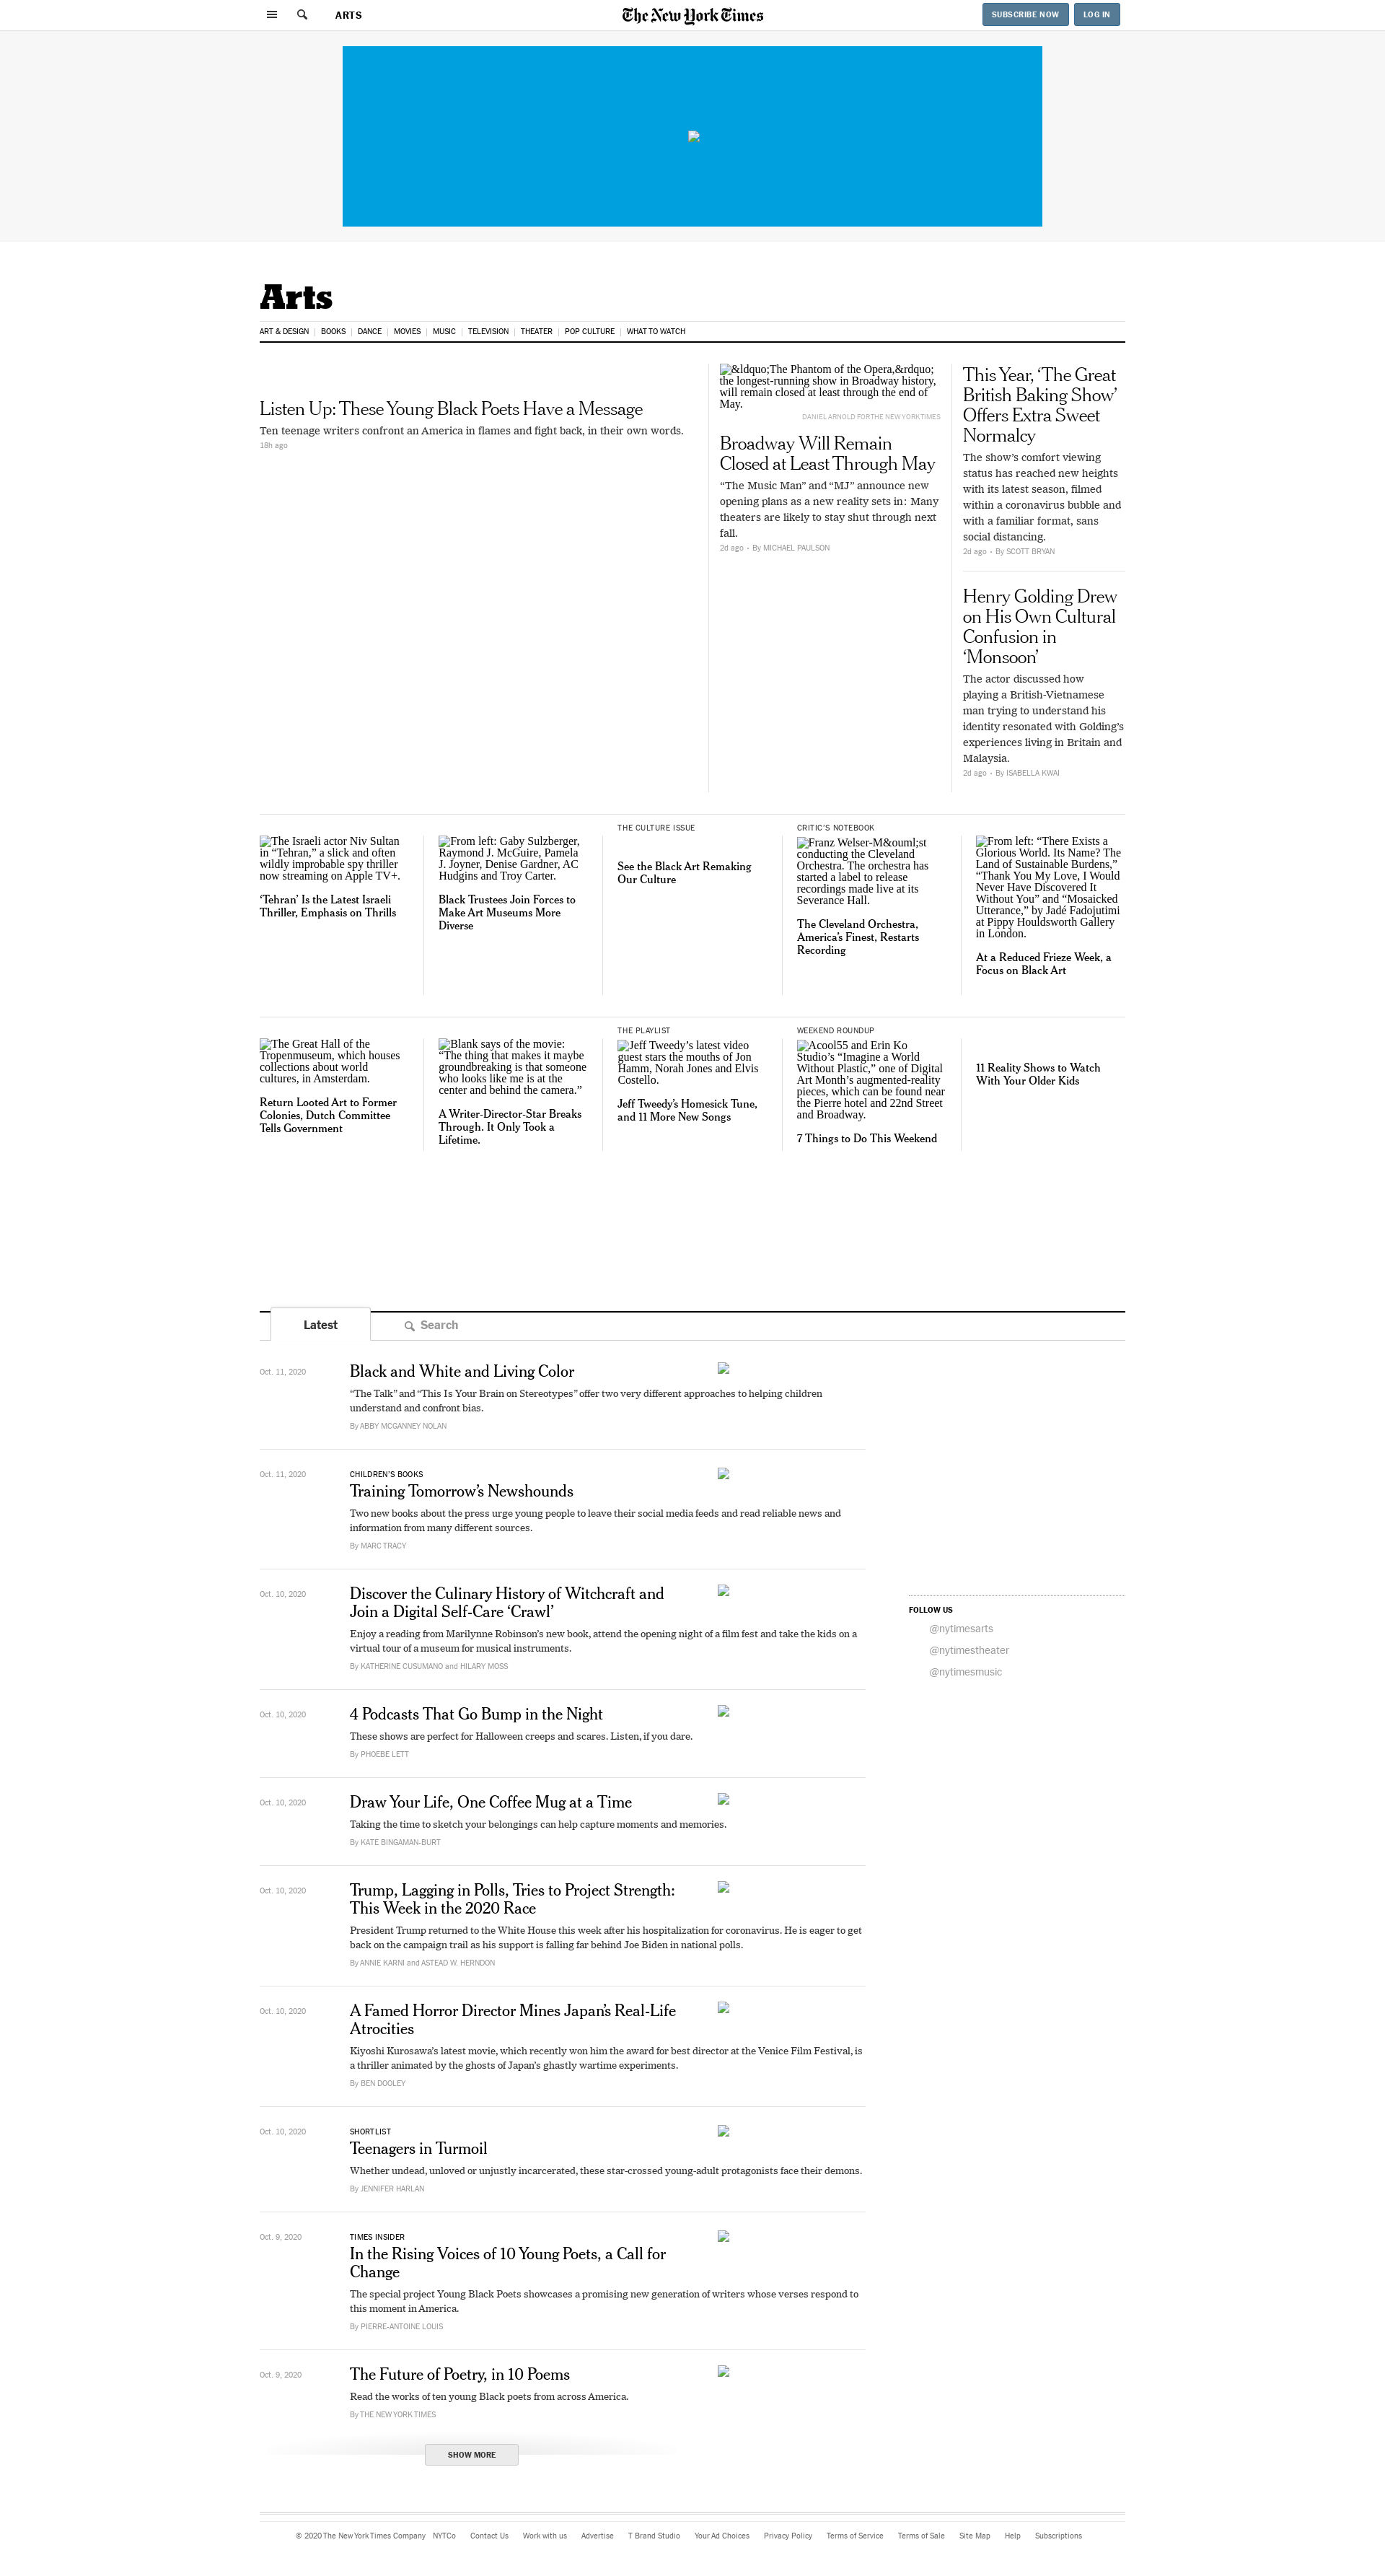 ARTS
The New York Times
SUBSCRIBE NOW
LOG IN
Arts
ART & DESIGN
BOOKS
DANCE
MOVIES
MUSIC
TELEVISION
THEATER
POP CULTURE
WHAT TO WATCH
Listen Up: These Young Black Poets Have a Message
Ten teenage writers confront an America in flames and fight back, in their own words.
18h ago
&ldquo;The Phantom of the Opera,&rdquo;
the longest-running show in Broadway history,
will remain closed at least through the end of
May.
DANIEL ARNOLD FOR THE NEW YORK TIMES
Broadway Will Remain
Closed at Least Through May
“The Music Man” and “MJ” announce new
opening plans as a new reality sets in: Many
theaters are likely to stay shut through next
fall.
2d ago • By MICHAEL PAULSON
This Year, ‘The Great
British Baking Show’
Offers Extra Sweet
Normalcy
The show’s comfort viewing
status has reached new heights
with its latest season, filmed
within a coronavirus bubble and
with a familiar format, sans
social distancing.
2d ago • By SCOTT BRYAN
Henry Golding Drew
on His Own Cultural
Confusion in
‘Monsoon’
The actor discussed how
playing a British-Vietnamese
man trying to understand his
identity resonated with Golding’s
experiences living in Britain and
Malaysia.
2d ago • By ISABELLA KWAI
The Israeli actor Niv Sultan
in “Tehran,” a slick and often
wildly improbable spy thriller
now streaming on Apple TV+.
‘Tehran’ Is the Latest Israeli
Thriller, Emphasis on Thrills
From left: Gaby Sulzberger,
Raymond J. McGuire, Pamela
J. Joyner, Denise Gardner, AC
Hudgins and Troy Carter.
Black Trustees Join Forces to
Make Art Museums More
Diverse
THE CULTURE ISSUE
See the Black Art Remaking
Our Culture
CRITIC’S NOTEBOOK
Franz Welser-M&ouml;st
conducting the Cleveland
Orchestra. The orchestra has
started a label to release
recordings made live at its
Severance Hall.
The Cleveland Orchestra,
America’s Finest, Restarts
Recording
From left: “There Exists a
Glorious World. Its Name? The
Land of Sustainable Burdens,”
“Thank You My Love, I Would
Never Have Discovered It
Without You” and “Mosaicked
Utterance,” by Jadé Fadojutimi
at Pippy Houldsworth Gallery
in London.
At a Reduced Frieze Week, a
Focus on Black Art
The Great Hall of the
Tropenmuseum, which houses
collections about world
cultures, in Amsterdam.
Return Looted Art to Former
Colonies, Dutch Committee
Tells Government
Blank says of the movie:
“The thing that makes it maybe
groundbreaking is that someone
who looks like me is at the
center and behind the camera.”
A Writer-Director-Star Breaks
Through. It Only Took a
Lifetime.
THE PLAYLIST
Jeff Tweedy’s latest video
guest stars the mouths of Jon
Hamm, Norah Jones and Elvis
Costello.
Jeff Tweedy’s Homesick Tune,
and 11 More New Songs
WEEKEND ROUNDUP
Acool55 and Erin Ko
Studio’s “Imagine a World
Without Plastic,” one of Digital
Art Month’s augmented-reality
pieces, which can be found near
the Pierre hotel and 22nd Street
and Broadway.
7 Things to Do This Weekend
11 Reality Shows to Watch
With Your Older Kids
Latest
Search
Oct. 11, 2020
Black and White and Living Color
“The Talk” and “This Is Your Brain on Stereotypes” offer two very different approaches to helping children
understand and confront bias.
By ABBY MCGANNEY NOLAN
Oct. 11, 2020
CHILDREN’S BOOKS
Training Tomorrow’s Newshounds
Two new books about the press urge young people to leave their social media feeds and read reliable news and
information from many different sources.
By MARC TRACY
Oct. 10, 2020
Discover the Culinary History of Witchcraft and
Join a Digital Self-Care ‘Crawl’
Enjoy a reading from Marilynne Robinson’s new book, attend the opening night of a film fest and take the kids on a
virtual tour of a museum for musical instruments.
By KATHERINE CUSUMANO and HILARY MOSS
FOLLOW US
@nytimesarts
@nytimestheater
@nytimesmusic
Oct. 10, 2020
4 Podcasts That Go Bump in the Night
These shows are perfect for Halloween creeps and scares. Listen, if you dare.
By PHOEBE LETT
Oct. 10, 2020
Draw Your Life, One Coffee Mug at a Time
Taking the time to sketch your belongings can help capture moments and memories.
By KATE BINGAMAN-BURT
Oct. 10, 2020
Trump, Lagging in Polls, Tries to Project Strength:
This Week in the 2020 Race
President Trump returned to the White House this week after his hospitalization for coronavirus. He is eager to get
back on the campaign trail as his support is falling far behind Joe Biden in national polls.
By ANNIE KARNI and ASTEAD W. HERNDON
Oct. 10, 2020
A Famed Horror Director Mines Japan’s Real-Life
Atrocities
Kiyoshi Kurosawa’s latest movie, which recently won him the award for best director at the Venice Film Festival, is
a thriller animated by the ghosts of Japan’s ghastly wartime experiments.
By BEN DOOLEY
Oct. 10, 2020
SHORTLIST
Teenagers in Turmoil
Whether undead, unloved or unjustly incarcerated, these star-crossed young-adult protagonists face their demons.
By JENNIFER HARLAN
Oct. 9, 2020
TIMES INSIDER
In the Rising Voices of 10 Young Poets, a Call for
Change
The special project Young Black Poets showcases a promising new generation of writers whose verses respond to
this moment in America.
By PIERRE-ANTOINE LOUIS
Oct. 9, 2020
The Future of Poetry, in 10 Poems
Read the works of ten young Black poets from across America.
By THE NEW YORK TIMES
SHOW MORE
© 2020 The New York Times Company
NYTCo
Contact Us
Work with us
Advertise
T Brand Studio
Your Ad Choices
Privacy Policy
Terms of Service
Terms of Sale
Site Map
Help
Subscriptions